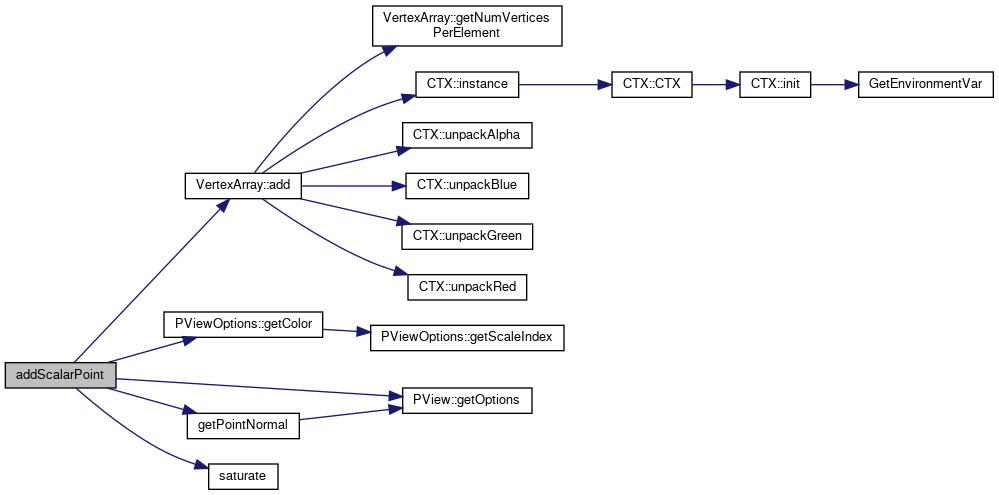 VertexArray::getNumVertices
PerElement
CTX::instance
CTX::CTX
CTX::init
GetEnvironmentVar
CTX::unpackAlpha
VertexArray::add
CTX::unpackBlue
CTX::unpackGreen
CTX::unpackRed
PViewOptions::getColor
PViewOptions::getScaleIndex
addScalarPoint
PView::getOptions
getPointNormal
saturate